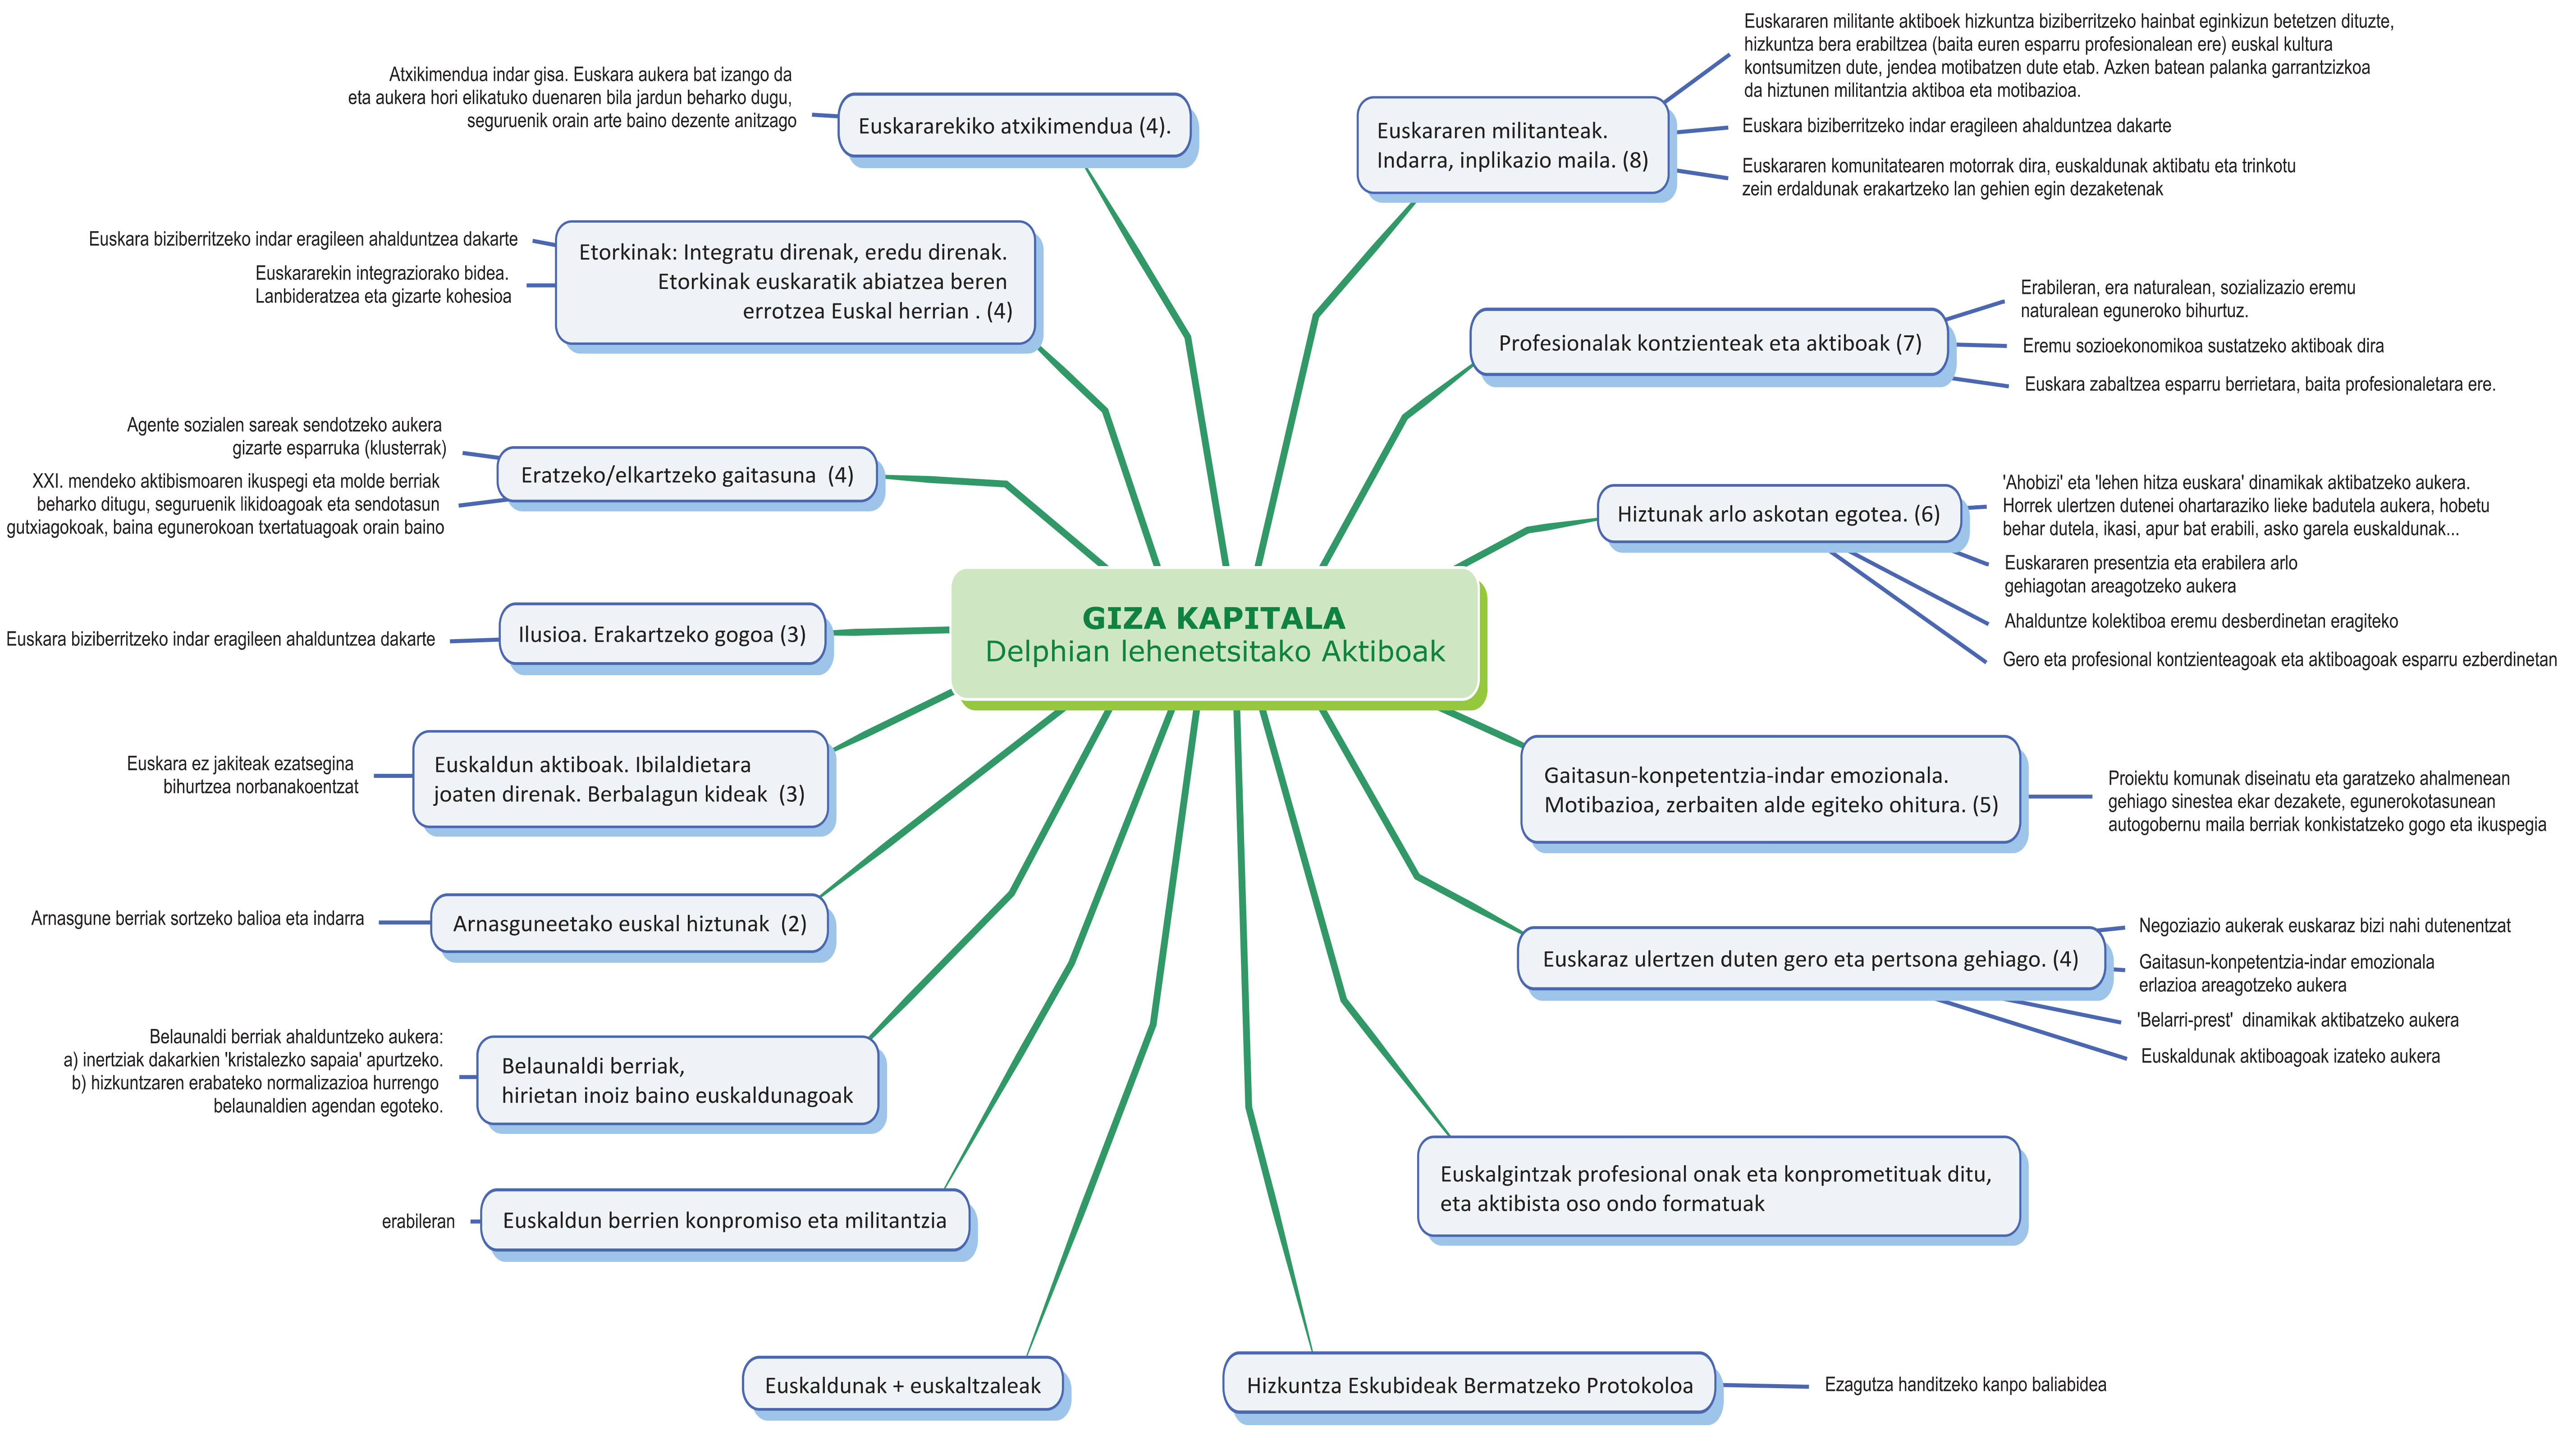 GIZA KAPITALA
Delphian lehenetsitako Aktiboak
Euskararen militanteak.
Indarra, inplikazio maila. (8)
Euskararen militante aktiboek hizkuntza biziberritzeko hainbat eginkizun betetzen dituzte,
hizkuntza bera erabiltzea (baita euren esparru profesionalean ere) euskal kultura
kontsumitzen dute, jendea motibatzen dute etab. Azken batean palanka garrantzizkoa
da hiztunen militantzia aktiboa eta motibazioa.
Euskara biziberritzeko indar eragileen ahalduntzea dakarte
Euskararen komunitatearen motorrak dira, euskaldunak aktibatu eta trinkotu
zein erdaldunak erakartzeko lan gehien egin dezaketenak
Profesionalak kontzienteak eta aktiboak (7)
Erabileran, era naturalean, sozializazio eremu
naturalean eguneroko bihurtuz.
Eremu sozioekonomikoa sustatzeko aktiboak dira
Euskara zabaltzea esparru berrietara, baita profesionaletara ere.
Hiztunak arlo askotan egotea. (6)
'Ahobizi' eta 'lehen hitza euskara' dinamikak aktibatzeko aukera.
Horrek ulertzen dutenei ohartaraziko lieke badutela aukera, hobetu
behar dutela, ikasi, apur bat erabili, asko garela euskaldunak...
Euskararen presentzia eta erabilera arlo
gehiagotan areagotzeko aukera
Ahalduntze kolektiboa eremu desberdinetan eragiteko
Gero eta profesional kontzienteagoak eta aktiboagoak esparru ezberdinetan
Gaitasun-konpetentzia-indar emozionala.
Motibazioa, zerbaiten alde egiteko ohitura. (5)
Proiektu komunak diseinatu eta garatzeko ahalmenean
gehiago sinestea ekar dezakete, egunerokotasunean
autogobernu maila berriak konkistatzeko gogo eta ikuspegia
Euskaraz ulertzen duten gero eta pertsona gehiago. (4)
Negoziazio aukerak euskaraz bizi nahi dutenentzat
Gaitasun-konpetentzia-indar emozionala
erlazioa areagotzeko aukera
'Belarri-prest' dinamikak aktibatzeko aukera
Euskaldunak aktiboagoak izateko aukera
Euskalgintzak profesional onak eta konprometituak ditu,
eta aktibista oso ondo formatuak
Hizkuntza Eskubideak Bermatzeko Protokoloa
Ezagutza handitzeko kanpo baliabidea
Euskararekiko atxikimendua (4).
Atxikimendua indar gisa. Euskara aukera bat izango da
eta aukera hori elikatuko duenaren bila jardun beharko dugu,
seguruenik orain arte baino dezente anitzago
Etorkinak: Integratu direnak, eredu direnak.
Etorkinak euskaratik abiatzea beren
errotzea Euskal herrian . (4)
Euskara biziberritzeko indar eragileen ahalduntzea dakarte
Euskararekin integraziorako bidea.
Lanbideratzea eta gizarte kohesioa
Eratzeko/elkartzeko gaitasuna (4)
Agente sozialen sareak sendotzeko aukera
gizarte esparruka (klusterrak)
XXI. mendeko aktibismoaren ikuspegi eta molde berriak
beharko ditugu, seguruenik likidoagoak eta sendotasun
gutxiagokoak, baina egunerokoan txertatuagoak orain baino
Ilusioa. Erakartzeko gogoa (3)
Euskara biziberritzeko indar eragileen ahalduntzea dakarte
Euskaldun aktiboak. Ibilaldietara
joaten direnak. Berbalagun kideak (3)
Euskara ez jakiteak ezatsegina
bihurtzea norbanakoentzat
Arnasguneetako euskal hiztunak (2)
Arnasgune berriak sortzeko balioa eta indarra
Belaunaldi berriak,
hirietan inoiz baino euskaldunagoak
Belaunaldi berriak ahalduntzeko aukera:
a) inertziak dakarkien 'kristalezko sapaia' apurtzeko.
b) hizkuntzaren erabateko normalizazioa hurrengo
belaunaldien agendan egoteko.
Euskaldun berrien konpromiso eta militantzia
erabileran
Euskaldunak + euskaltzaleak